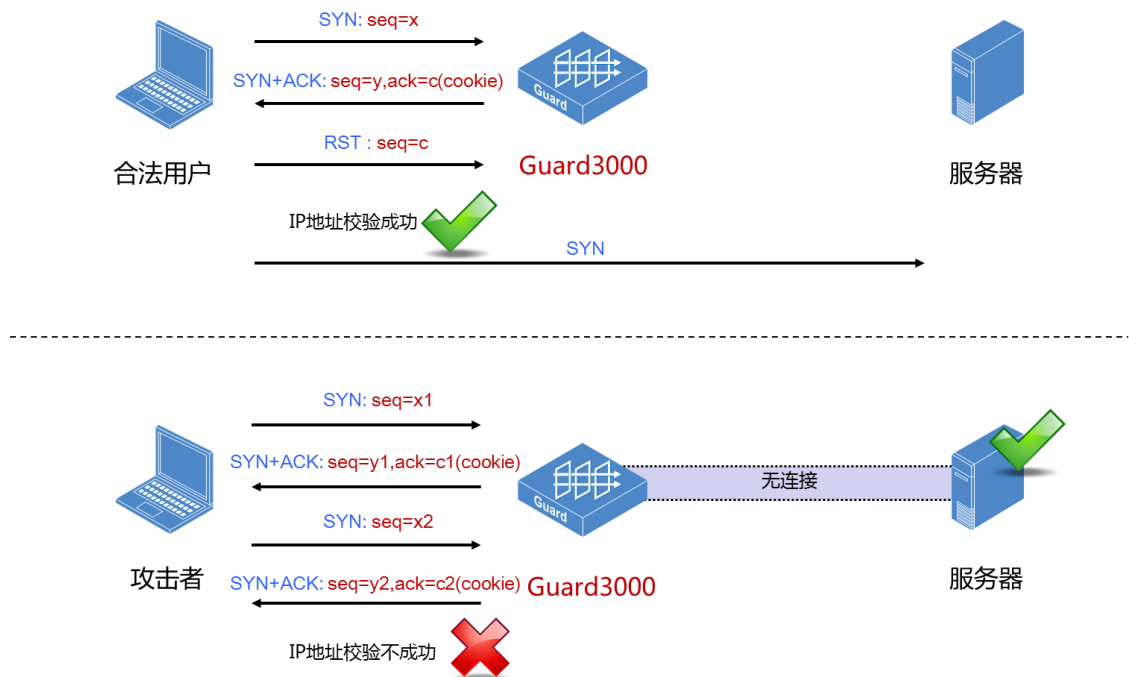 SYN: seq=x
SYN+ACK: seq=y,ack=c(cookie)
Guard
RST : seq=c
Guard3000
合法用户
服务器
IP地址校验成功
SYN
SYN: seq=x1
SYN+ACK: seq=y1,ack=c1(cookie)
无连接
Guard
SYN: seq=x2
攻击者
SYN+ACK: seq=y2,ack=c2(cookie)
Guard3000
服务器
IP地址校验不成功